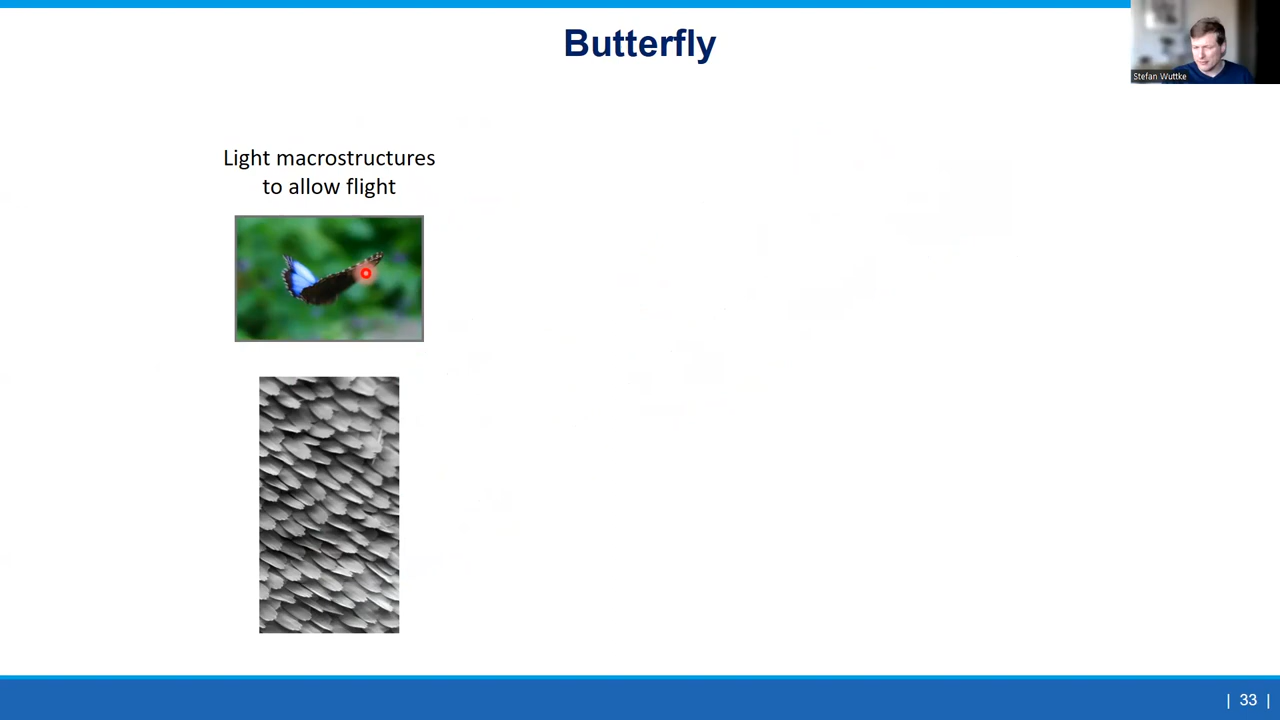 Butterfly
Stefan Wuttke
Light macrostructures
to allow flight
| 33 |